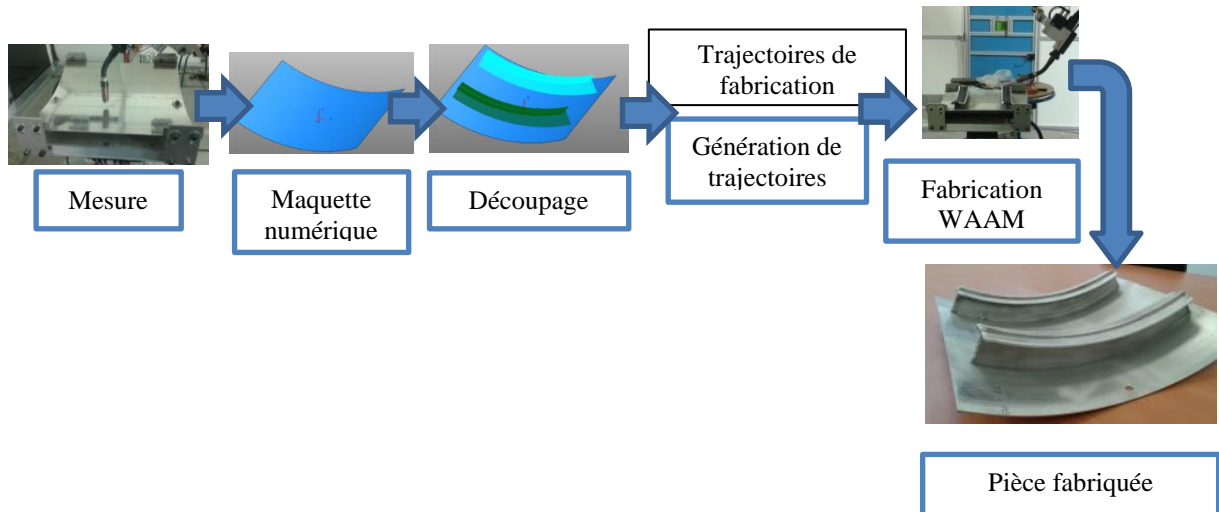 Mesure
Maquette
numérique
Découpage
Trajectoires de
fabrication
Génération de
trajectoires
Fabrication
WAAM
Pièce fabriquée